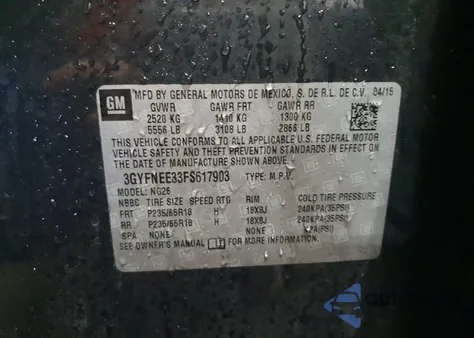 GM
MFD BY GENERAL MOTORS DE MEXICO, S. DE R.L. DE C.V. 04/15
GVWR GAWR FRT GAWR RR
2520 KG 1410 KG 1300 KG
5556 LB 3108 LB 2866 LB
THIS VEHICLE CONFORMS TO ALL APPLICABLE U.S.
FEDERAL MOTOR VEHICLE SAFETY, BUMPER, AND
THEFT PREVENTION STANDARDS IN EFFECT ON THE DATE
OF MANUFACTURE SHOWN ABOVE.
3GYFNEE33FS617903 TYPE: M.P.V.
MODEL: NG26
NBBC TIRE SIZE SPEED RTG RIM COLD TIRE PRESSURE
FRT P235/65R18 H 18X8J 240KPA(35PSI)
RR P235/65R18 H 18X8J 240KPA(35PSI)
SPA NONE NONE KPA(PSI)
SEE OWNER'S MANUAL FOR MORE INFORMATION.